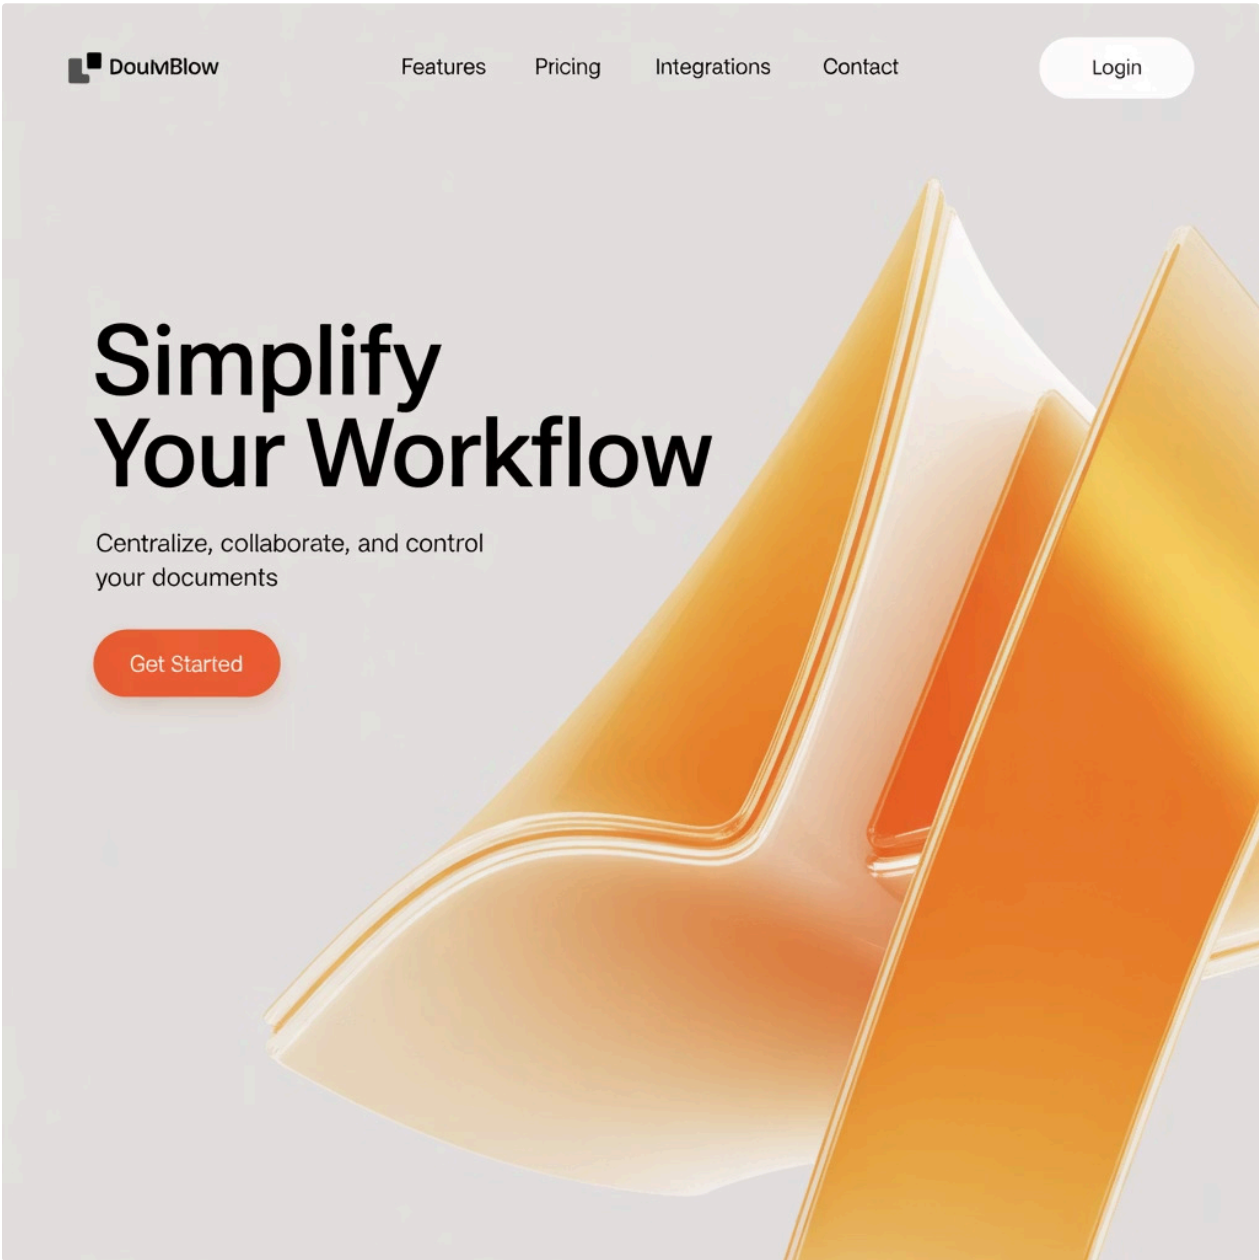 DouMBlow
Features
Pricing
Integrations
Contact
Login
Simplify
Your Workflow
Centralize, collaborate, and control
your documents
Get Started